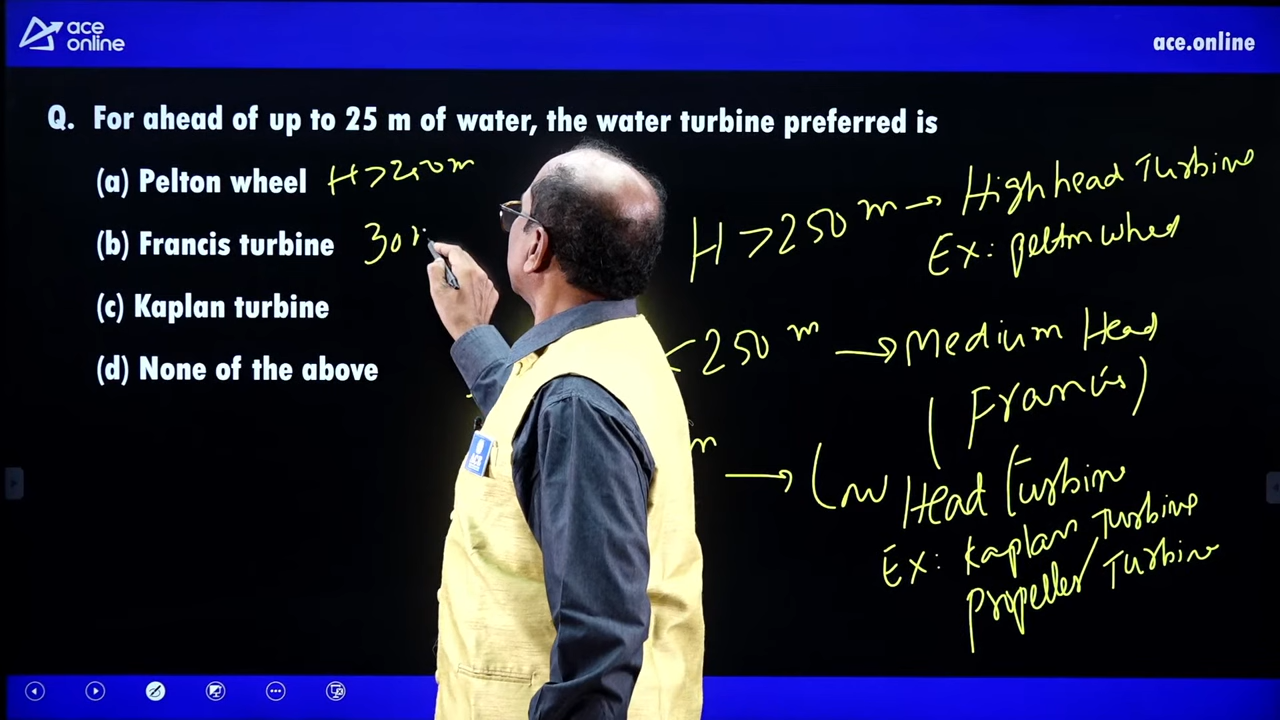 ace
online
ace.online
Q. For ahead of up to 25 m of water, the water turbine preferred is
(a) Pelton wheel H > 250 m
(b) Francis turbine 30
(c) Kaplan turbine
(d) None of the above
H > 250 m → High head Turbine
Ex: pelton wheel
< 250 m → Medium Head
(Francis)
m → Low Head Turbine
Ex: Kaplan Turbine
Propeller Turbine